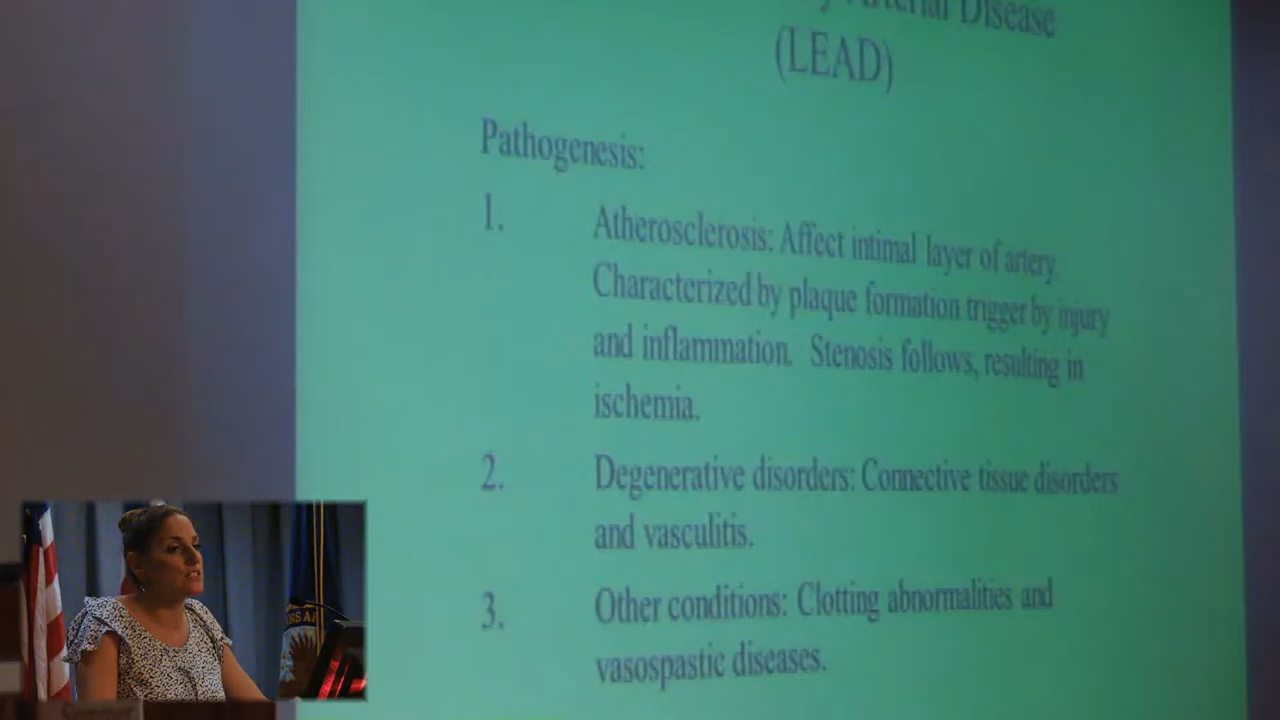 Arterial Disease
(LEAD)
Pathogenesis:
1. Atherosclerosis: Affect intimal layer of artery.
Characterized by plaque formation trigger by injury
and inflammation. Stenosis follows, resulting in
ischemia.
2. Degenerative disorders: Connective tissue disorders
and vasculitis.
3. Other conditions: Clotting abnormalities and
vasospastic diseases.